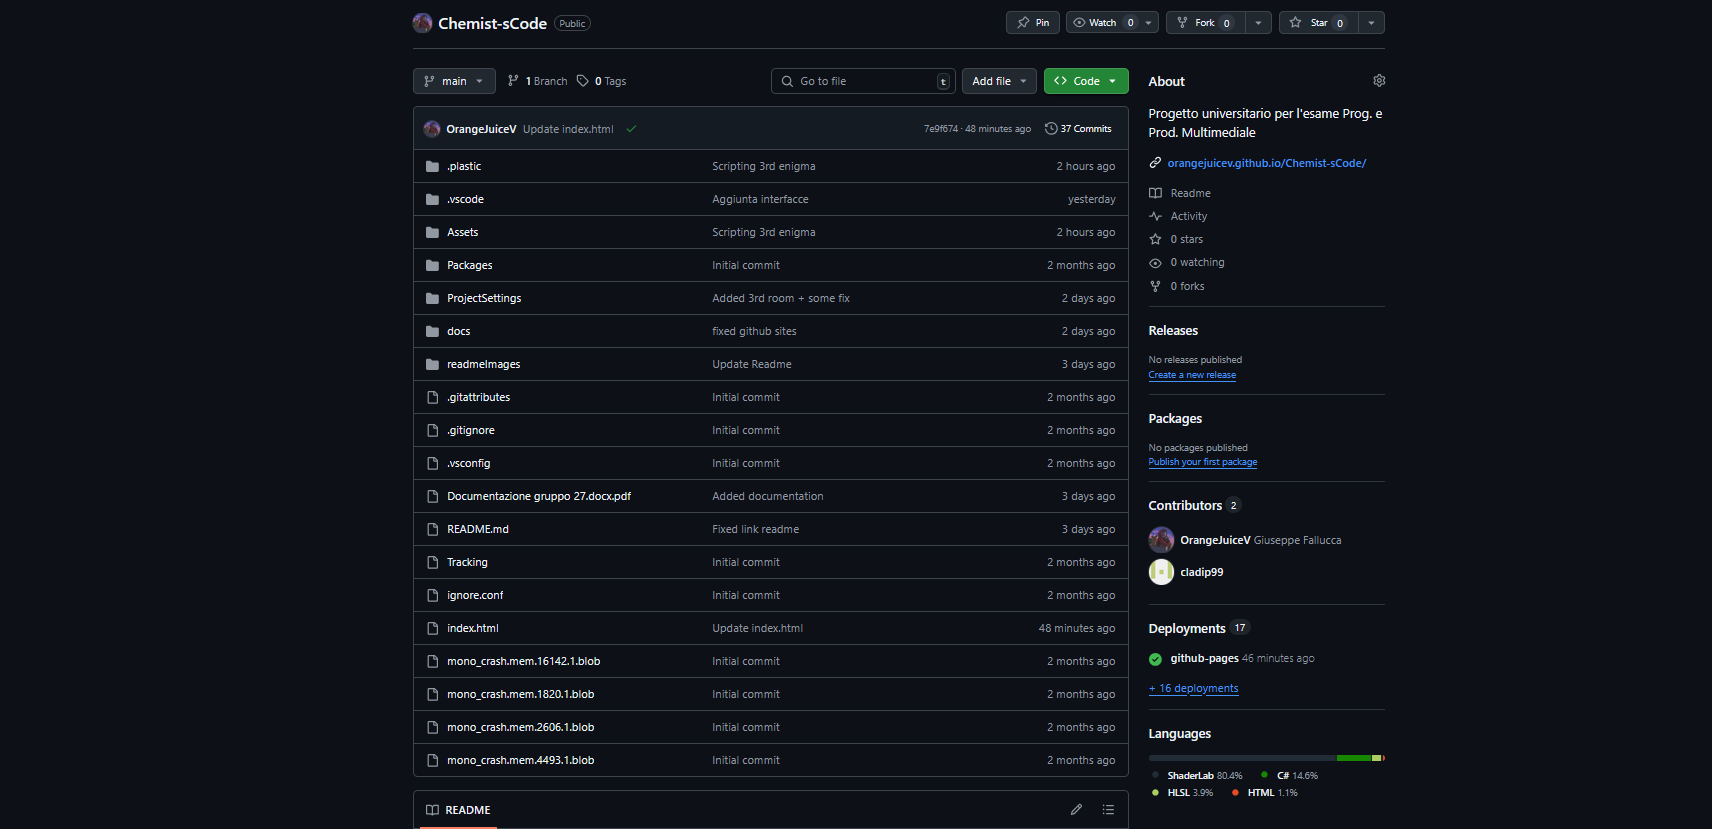 Chemist-sCode Public Pin Watch 0 Fork 0 Star 0
main 1 Branch 0 Tags Go to file t Add file Code
OrangeJuiceV Update index.html 7e9f674 · 48 minutes ago 37 Commits
.plastic Scripting 3rd enigma 2 hours ago
.vscode Aggiunta interfacce yesterday
Assets Scripting 3rd enigma 2 hours ago
Packages Initial commit 2 months ago
ProjectSettings Added 3rd room + some fix 2 days ago
docs fixed github sites 2 days ago
readmeImages Update Readme 3 days ago
.gitattributes Initial commit 2 months ago
.gitignore Initial commit 2 months ago
.vsconfig Initial commit 2 months ago
Documentazione gruppo 27.docx.pdf Added documentation 3 days ago
README.md Fixed link readme 3 days ago
Tracking Initial commit 2 months ago
ignore.conf Initial commit 2 months ago
index.html Update index.html 48 minutes ago
mono_crash.mem.16142.1.blob Initial commit 2 months ago
mono_crash.mem.1820.1.blob Initial commit 2 months ago
mono_crash.mem.2606.1.blob Initial commit 2 months ago
mono_crash.mem.4493.1.blob Initial commit 2 months ago
README
About
Progetto universitario per l'esame Prog. e
Prod. Multimediale
orangejuicev.github.io/Chemist-sCode/
Readme
Activity
0 stars
0 watching
0 forks
Releases
No releases published
Create a new release
Packages
No packages published
Publish your first package
Contributors 2
OrangeJuiceV Giuseppe Fallucca
cladip99
Deployments 17
github-pages 46 minutes ago
+ 16 deployments
Languages
ShaderLab 80.4% C# 14.6%
HLSL 3.9% HTML 1.1%